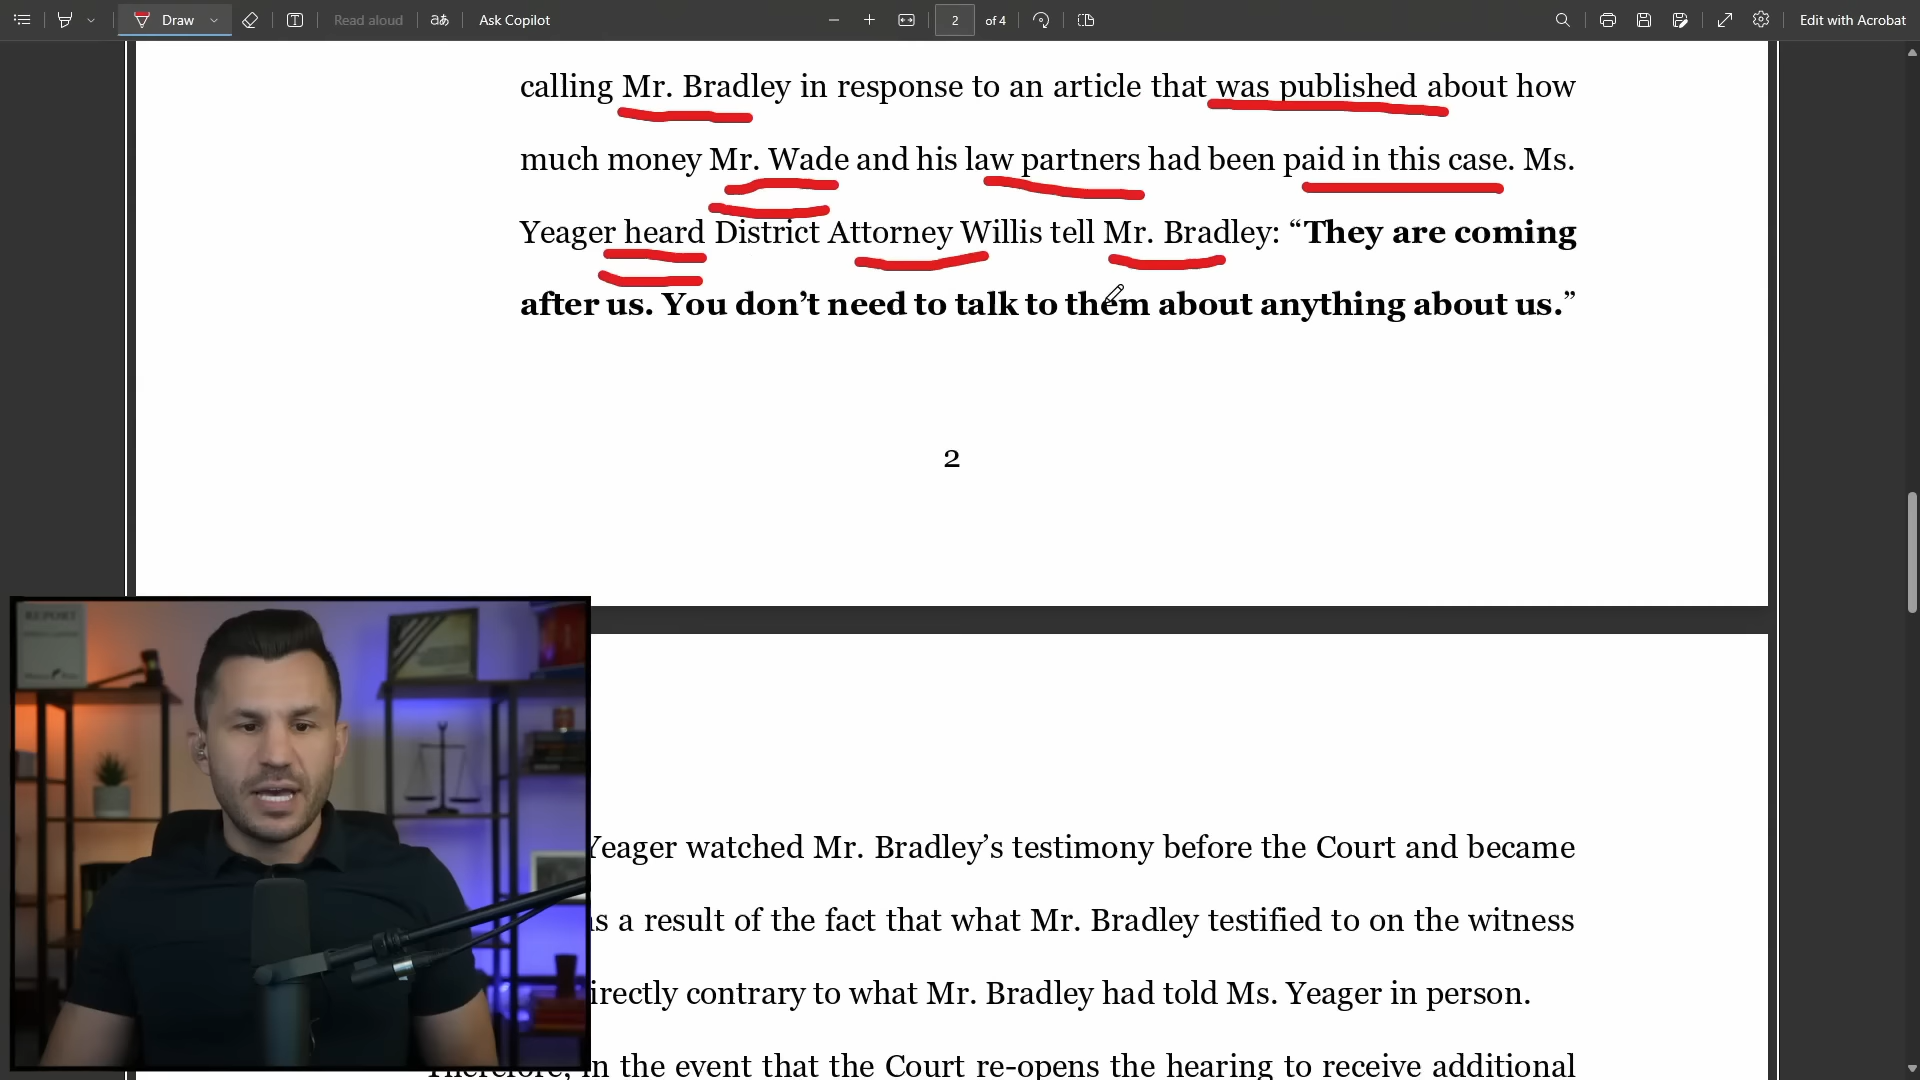 Draw
Read aloud
aあ
Ask Copilot
2
of 4
Edit with Acrobat
calling Mr. Bradley in response to an article that was published about how
much money Mr. Wade and his law partners had been paid in this case. Ms.
Yeager heard District Attorney Willis tell Mr. Bradley: “They are coming
after us. You don’t need to talk to them about anything about us.”
2
REPORT
Yeager watched Mr. Bradley’s testimony before the Court and became
a result of the fact that what Mr. Bradley testified to on the witness
contrary to what Mr. Bradley had told Ms. Yeager in person.
Therefore, in the event that the Court re-opens the hearing to receive additional